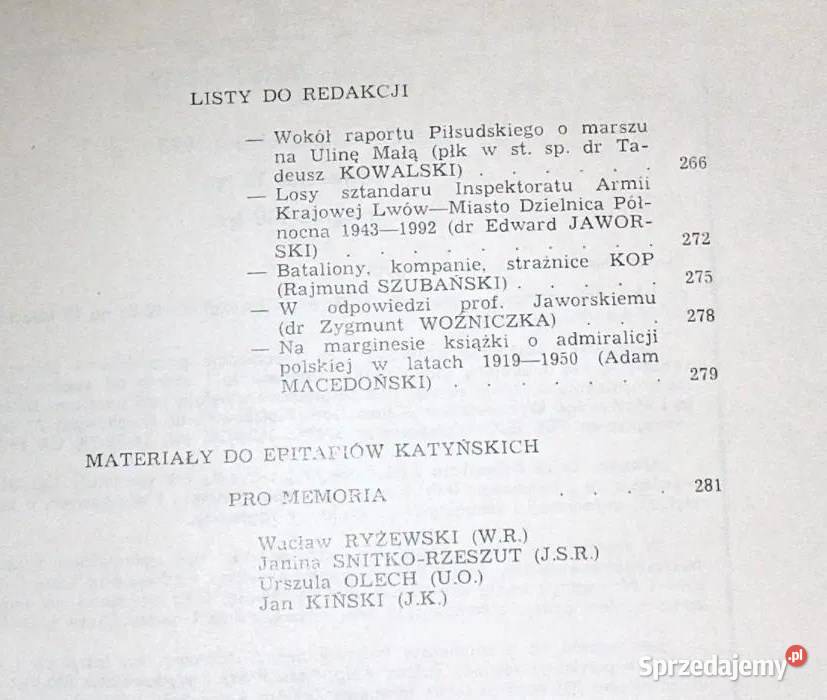 LISTY DO REDAKCJI
— Wokół raportu Piłsudskiego o marszu
na Ulinę Małą (płk w st. sp. dr Ta-
deusz KOWALSKI) . . . . . . 266
— Losy sztandaru Inspektoratu Armii
Krajowej Lwów—Miasto Dzielnica Pół-
nocna 1943—1992 (dr Edward JAWOR-
SKI) . . . . . . . . . . 272
— Bataliony, kompanie, strażnice KOP
(Rajmund SZUBAŃSKI) . . . . . 275
— W odpowiedzi prof. Jaworskiemu
(dr Zygmunt WOŹNICZKA) . . . 278
— Na marginesie książki o admiralicji
polskiej w latach 1919—1950 (Adam
MACEDOŃSKI) . . . . . . . 279
MATERIAŁY DO EPITAFIÓW KATYŃSKICH
PRO MEMORIA . . . . 281
Wacław RYŻEWSKI (W.R.)
Janina SNITKO-RZESZUT (J.S.R.)
Urszula OLECH (U.O.)
Jan KIŃSKI (J.K.)
Sprzedajemy.pl